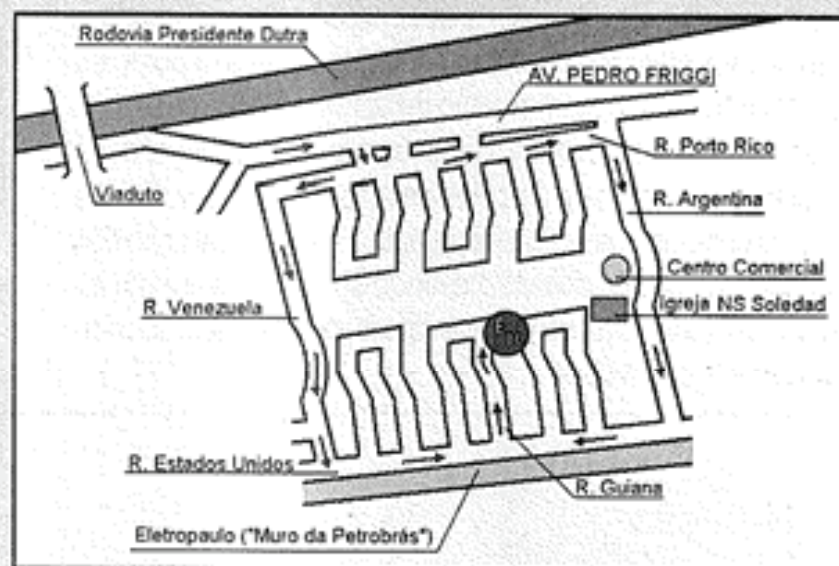 Rodovia Presidente Dutra
AV. PEDRO FRIGGI
R. Porto Rico
Viaduto
R. Argentina
Centro Comercial
R. Venezuela
Igreja NS Soledad
R. Estados Unidos
R. Guiana
Eletropaulo ("Muro da Petrobrás")